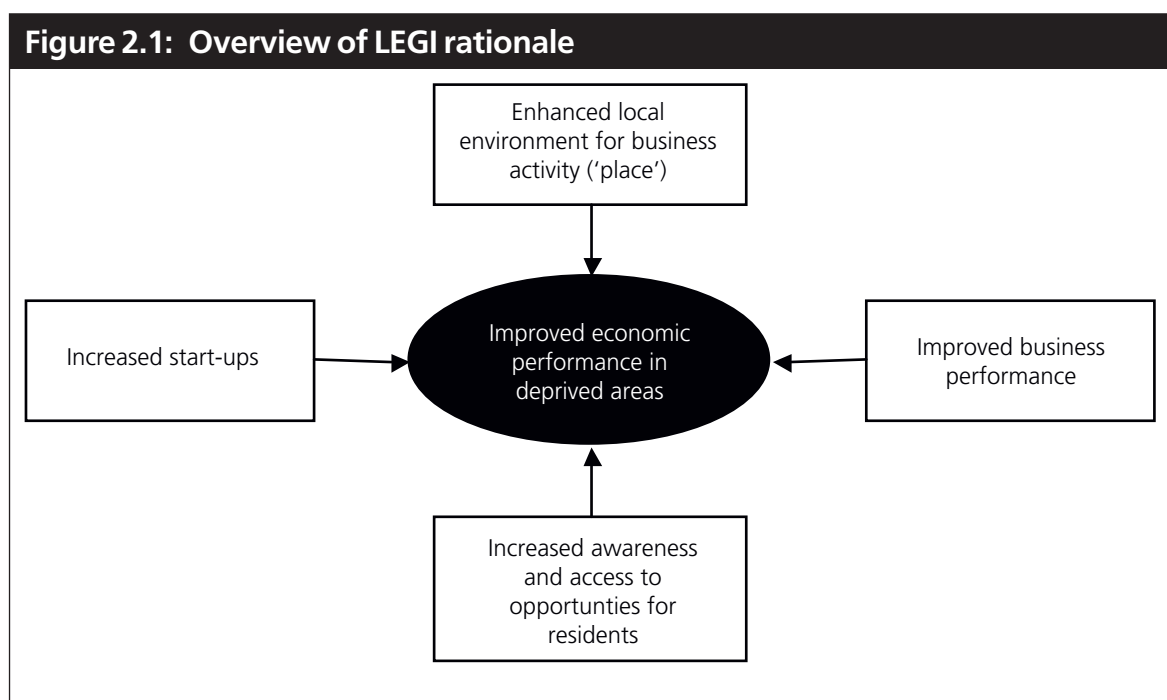 Figure 2.1: Overview of LEGI rationale
Enhanced local
environment for business
activity (‘place’)
Increased start-ups
Improved economic
performance in
deprived areas
Improved business
performance
Increased awareness
and access to
opportunties for
residents